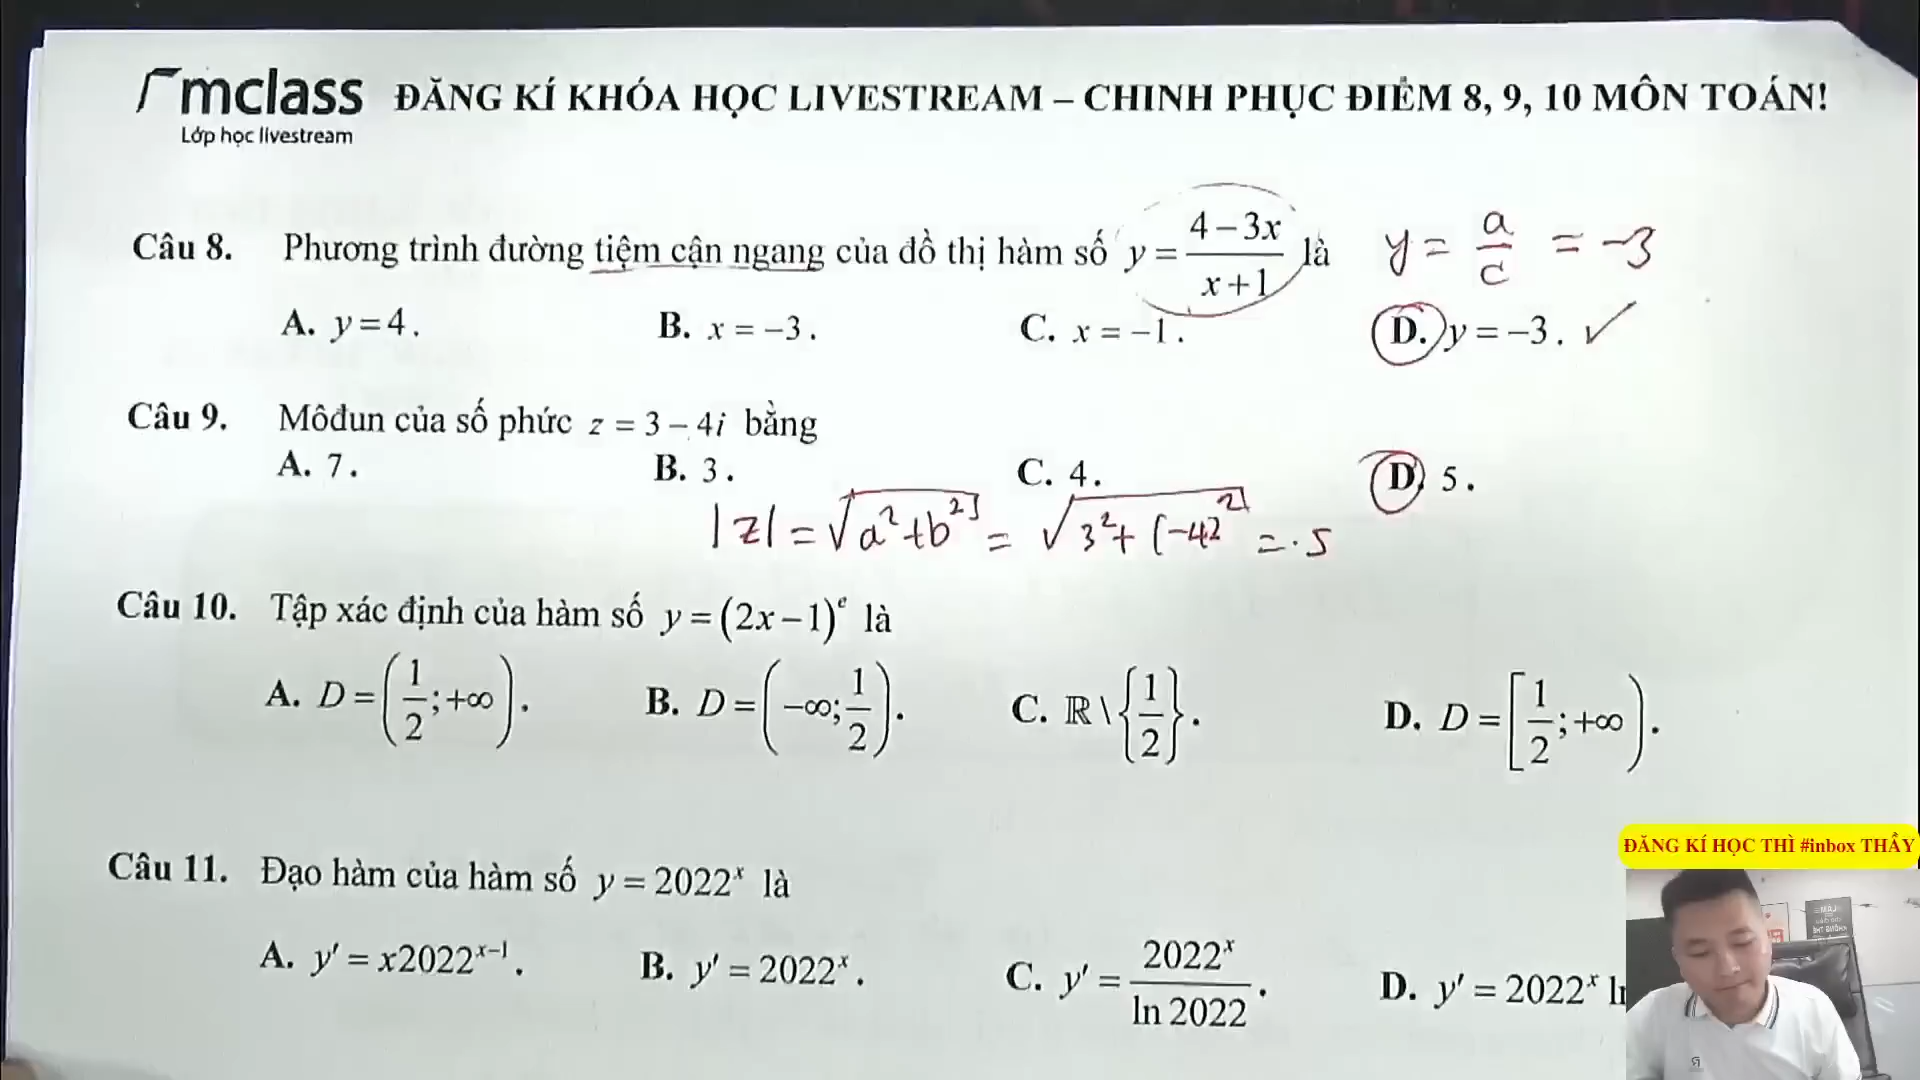 mclass ĐĂNG KÍ KHÓA HỌC LIVESTREAM – CHINH PHỤC ĐIỂM 8, 9, 10 MÔN TOÁN!
Lớp học livestream
Câu 8. Phương trình đường tiệm cận ngang của đồ thị hàm số y = (4 – 3x)/(x + 1) là y = a/c = -3
A. y = 4. B. x = –3. C. x = –1. D. y = –3. ✓
Câu 9. Môđun của số phức z = 3 – 4i bằng
A. 7. B. 3. C. 4. D. 5.
|z| = √(a² + b²) = √(3² + (-4)²) = 5
Câu 10. Tập xác định của hàm số y = (2x – 1)^e là
A. D = (1/2; +∞). B. D = (–∞; 1/2). C. ℝ \ {1/2}. D. D = [1/2; +∞).
ĐĂNG KÍ HỌC THÌ #inbox THẦY
Câu 11. Đạo hàm của hàm số y = 2022^x là
A. y' = x2022^(x–1). B. y' = 2022^x. C. y' = 2022^x/ln 2022. D. y' = 2022^x